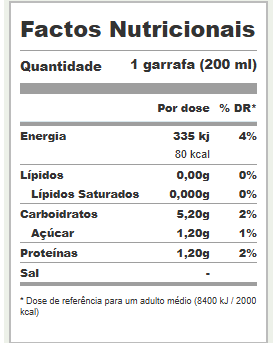 Factos Nutricionais
Quantidade 1 garrafa (200 ml)
Por dose % DR*
Energia 335 kj 4%
80 kcal
Lípidos 0,00g 0%
Lípidos Saturados 0,000g 0%
Carboidratos 5,20g 2%
Açúcar 1,20g 1%
Proteínas 1,20g 2%
Sal -
* Dose de referência para um adulto médio (8400 kJ / 2000
kcal)